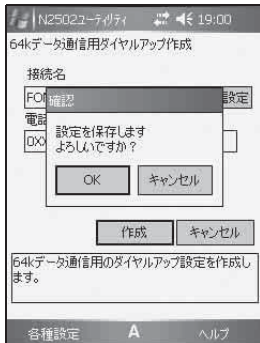 N2502ユーティリティ 19:00
64kデータ通信用ダイヤルアップ作成
接続名
FO
設定
確認
設定を保存します
よろしいですか？
OK キャンセル
作成 キャンセル
64kデータ通信用のダイヤルアップ設定を作成し
ます。
各種設定 A ヘルプ